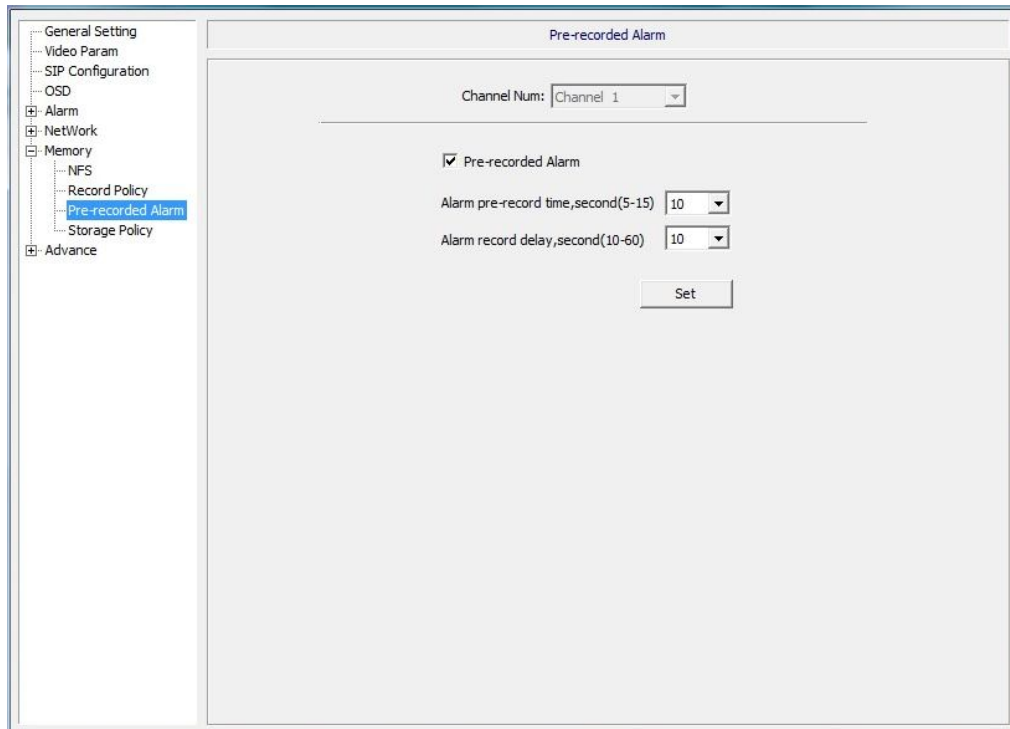 General Setting
Video Param
SIP Configuration
OSD
Alarm
NetWork
Memory
NFS
Record Policy
Pre-recorded Alarm
Storage Policy
Advance
Pre-recorded Alarm
Channel Num: Channel 1
Pre-recorded Alarm
Alarm pre-record time,second(5-15) 10
Alarm record delay,second(10-60) 10
Set